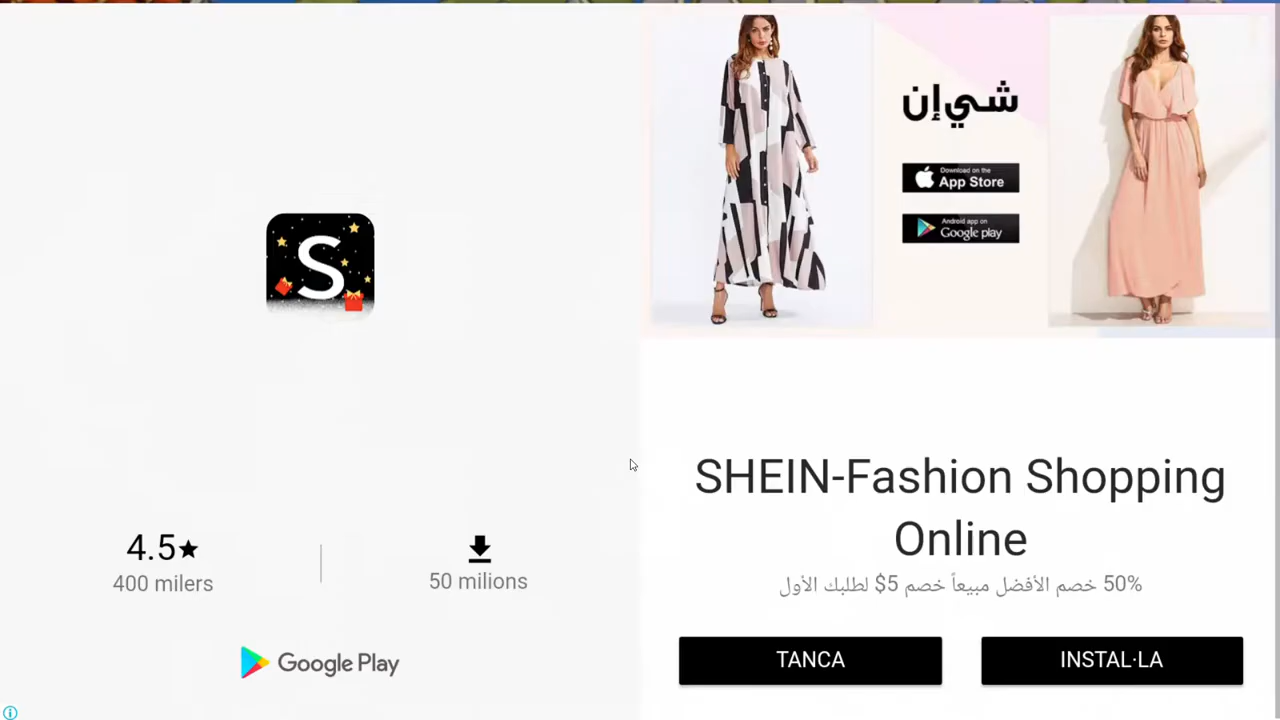 S
4.5★
400 milers
50 milions
Google Play
شي إن
Download on the
App Store
Android app on
Google play
SHEIN-Fashion Shopping
Online
50% خصم الأفضل مبيعاً خصم 5$ لطلبك الأول
TANCA
INSTAL·LA